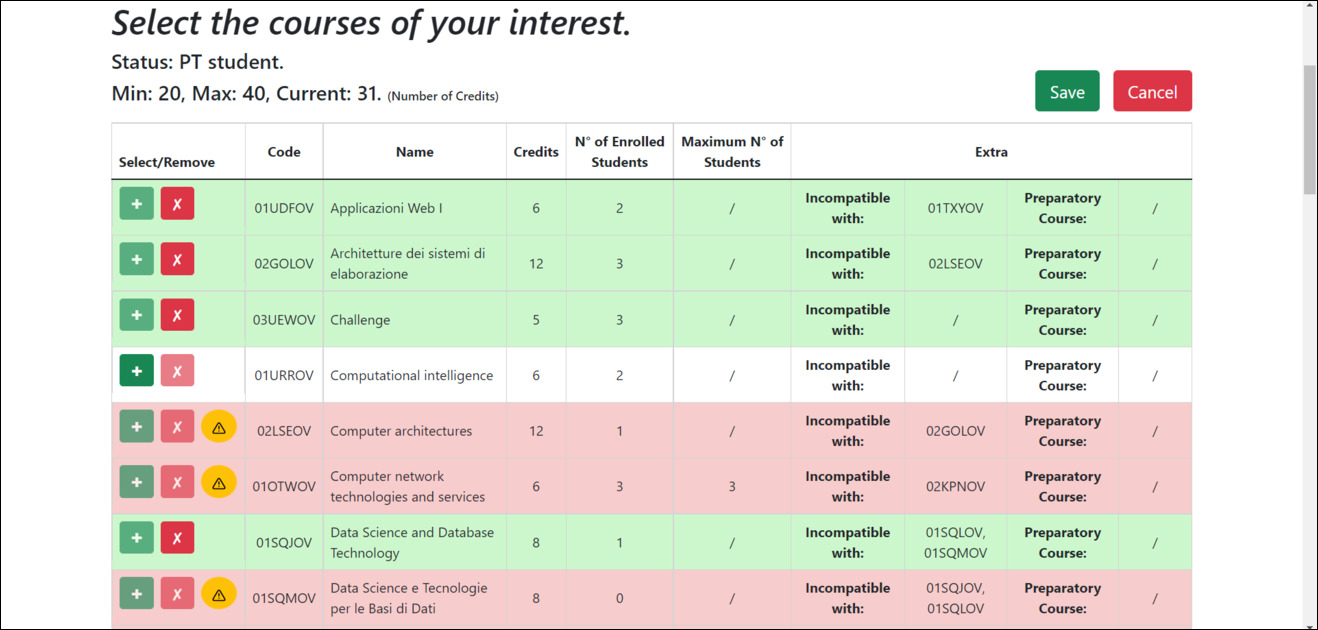 Select the courses of your interest.
Status: PT student.
Min: 20, Max: 40, Current: 31. (Number of Credits)
Save Cancel
Select/Remove Code Name Credits N° of Enrolled Students Maximum N° of Students Extra
+ ✗ 01UDFOV Applicazioni Web I 6 2 / Incompatible with: 01TXYOV Preparatory Course: /
+ ✗ 02GOLOV Architetture dei sistemi di elaborazione 12 3 / Incompatible with: 02LSEOV Preparatory Course: /
+ ✗ 03UEWOV Challenge 5 3 / Incompatible with: / Preparatory Course: /
+ ✗ 01URROV Computational intelligence 6 2 / Incompatible with: / Preparatory Course: /
+ ✗ ⚠ 02LSEOV Computer architectures 12 1 / Incompatible with: 02GOLOV Preparatory Course: /
+ ✗ ⚠ 01OTWOV Computer network technologies and services 6 3 3 Incompatible with: 02KPNOV Preparatory Course: /
+ ✗ 01SQJOV Data Science and Database Technology 8 1 / Incompatible with: 01SQLOV, 01SQMOV Preparatory Course: /
+ ✗ ⚠ 01SQMOV Data Science e Tecnologie per le Basi di Dati 8 0 / Incompatible with: 01SQJOV, 01SQLOV Preparatory Course: /